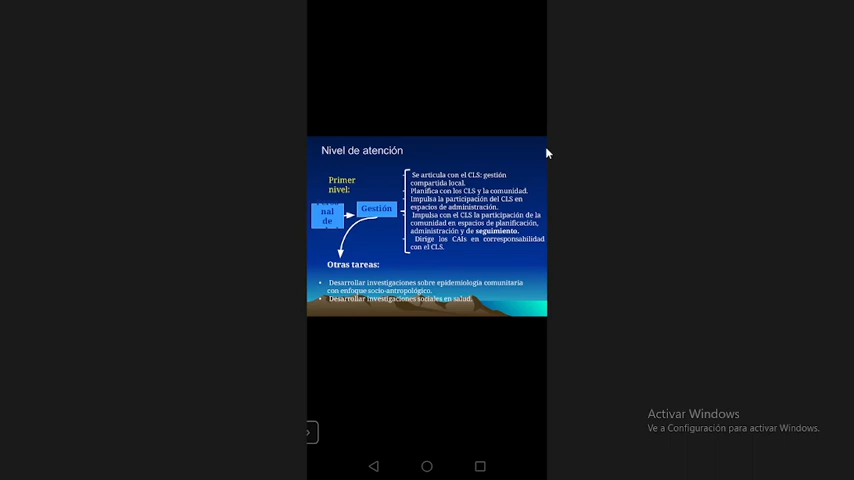 Nivel de atención
Primer
nivel:
nal
de
Gestión
Se articula con el CLS: gestión
compartida local.
Planifica con los CLS y la comunidad.
Impulsa la participación del CLS en
espacios de administración.
Impulsa con el CLS la participación de la
comunidad en espacios de planificación,
administración y de seguimiento.
Dirige los CAIs en corresponsabilidad
con el CLS.
Otras tareas:
Desarrollar investigaciones sobre epidemiología comunitaria
con enfoque socio-antropológico.
Desarrollar investigaciones sociales en salud.
Activar Windows
Ve a Configuración para activar Windows.